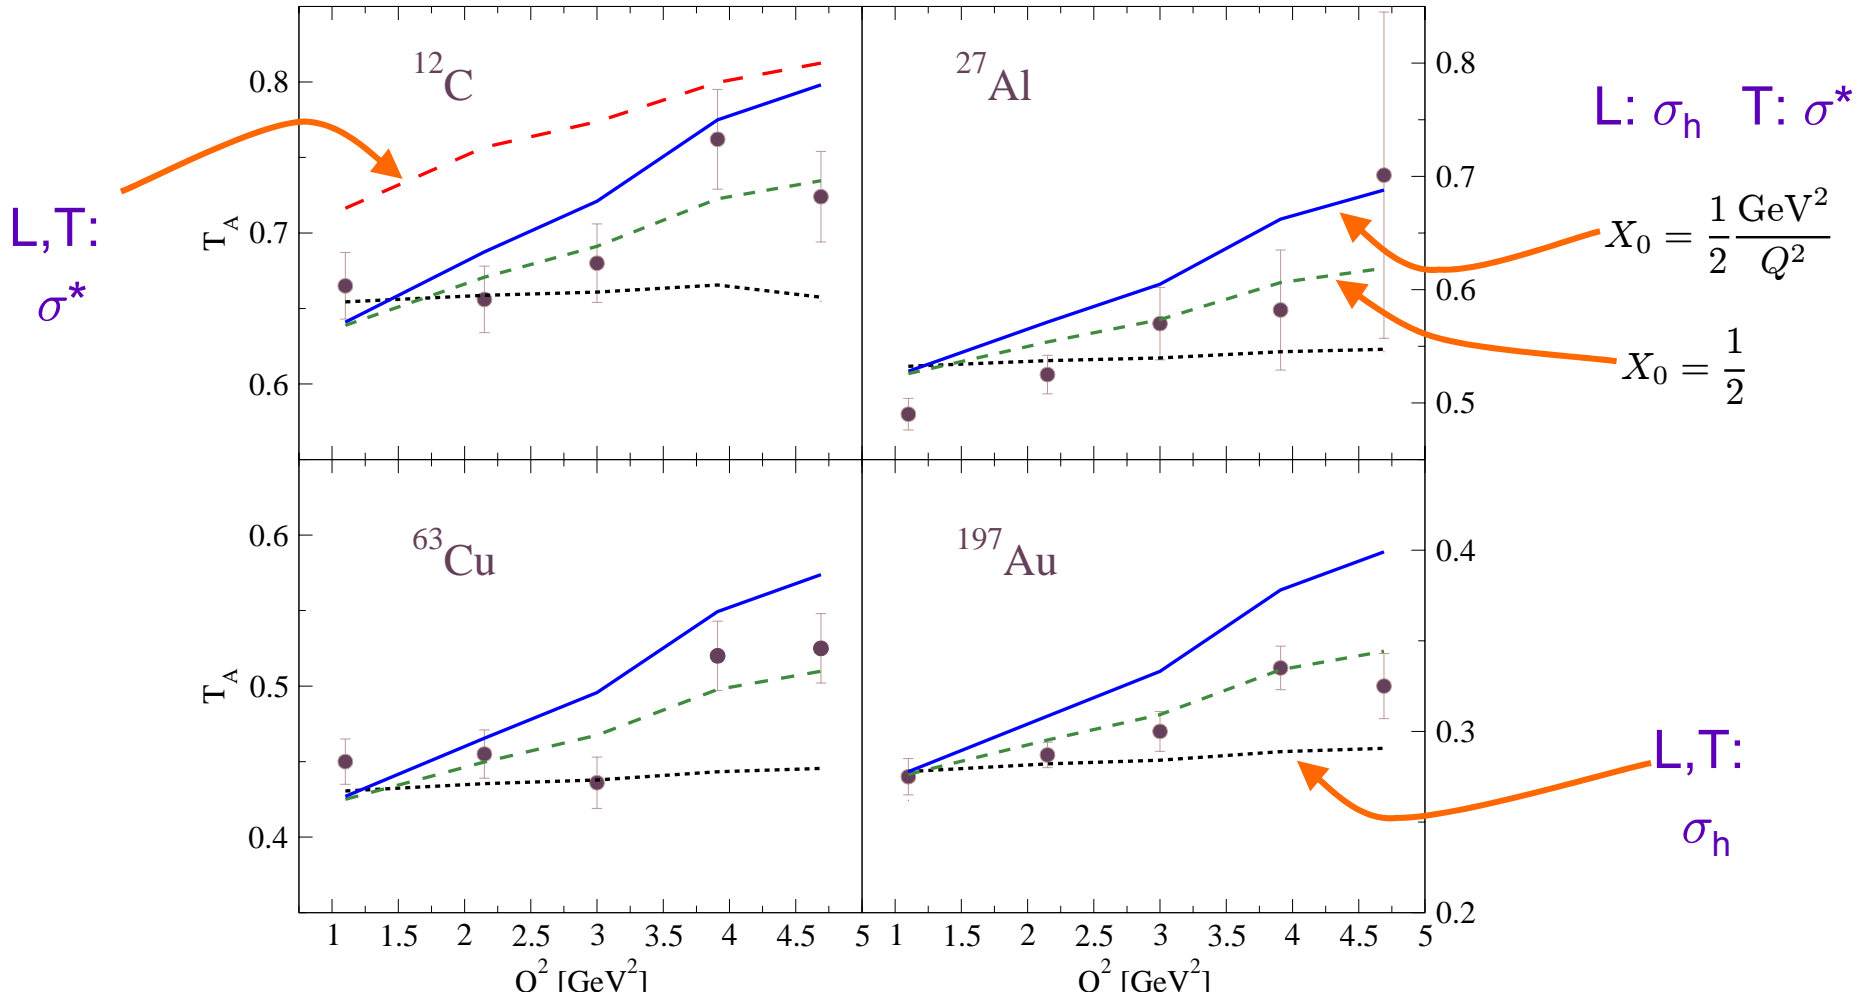 ¹²C
²⁷Al
0.8
0.7
0.6
T_A
0.8
0.7
0.6
0.5
L,T:
σ*
L: σ_h T: σ*
X₀ = 1/2 GeV²/Q²
X₀ = 1/2
⁶³Cu
¹⁹⁷Au
0.6
0.5
0.4
T_A
0.4
0.3
0.2
L,T:
σ_h
1 1.5 2 2.5 3 3.5 4 4.5 5
1 1.5 2 2.5 3 3.5 4 4.5 5
Q² [GeV²]
Q² [GeV²]